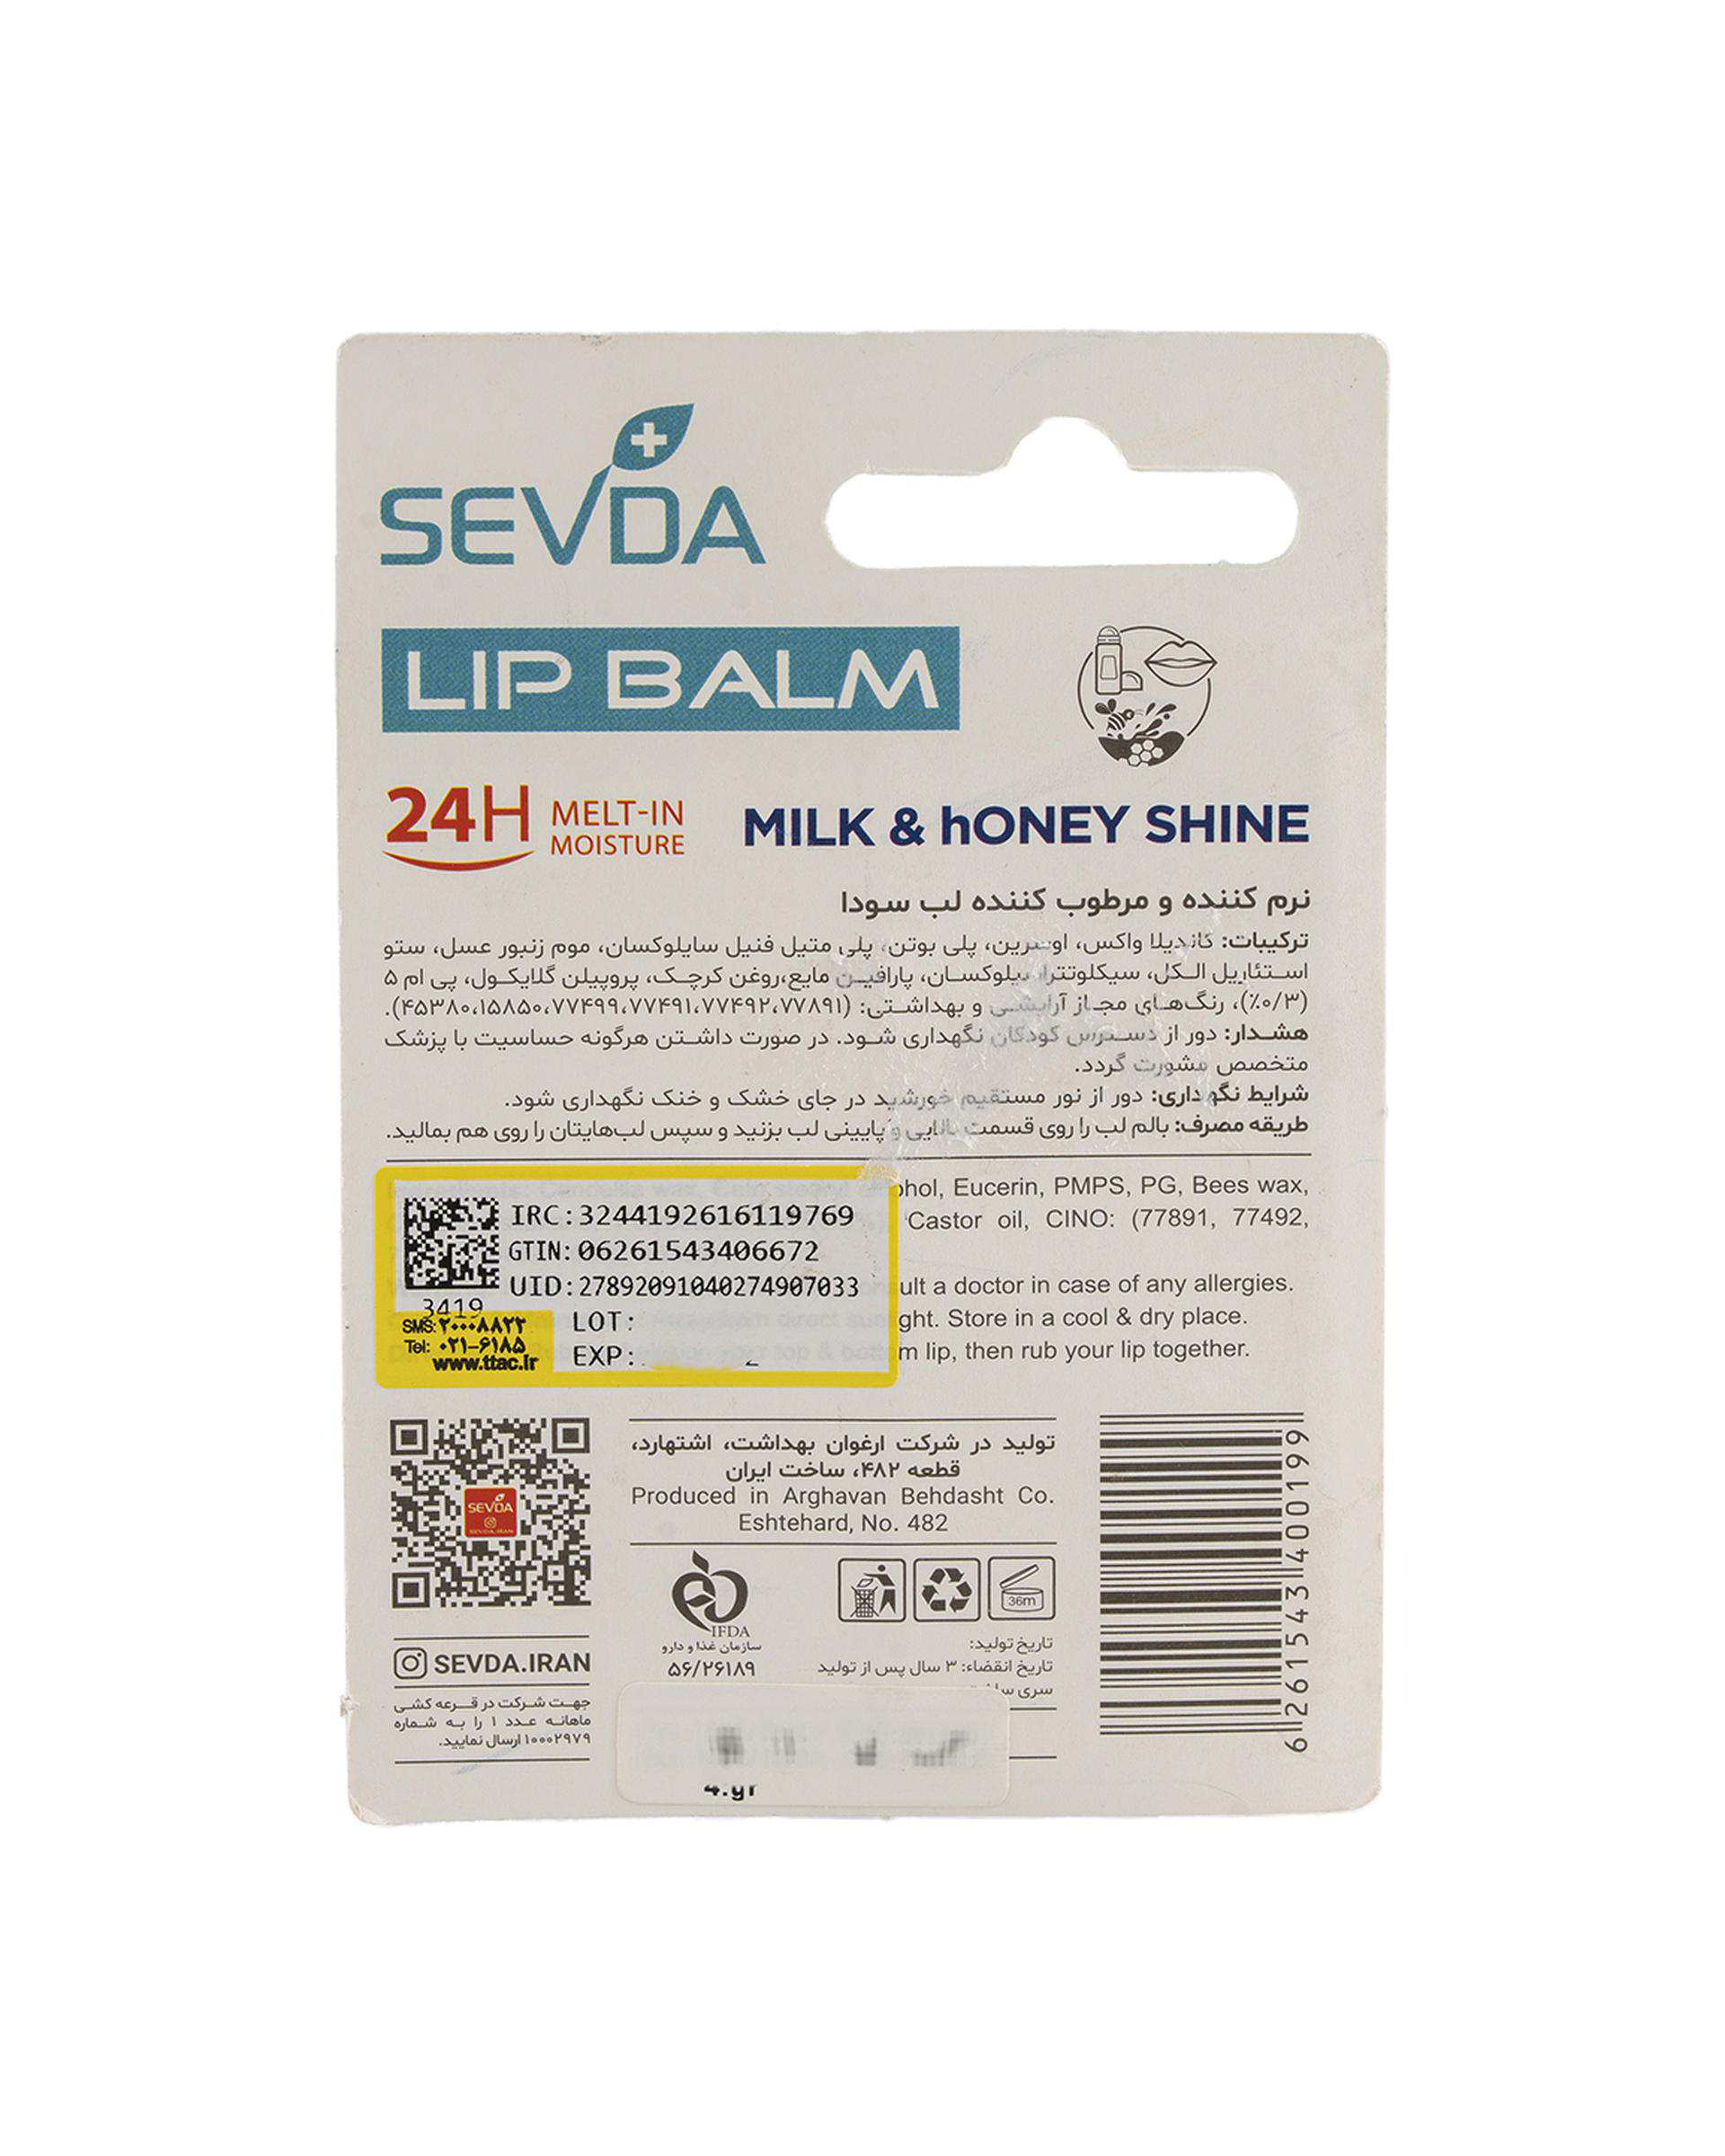 SEVDA
LIP BALM
24H MELT-IN
MOISTURE
MILK & hONEY SHINE
نرم کننده و مرطوب کننده لب سودا
ترکیبات: کاندیلا واکس، اوسرین، پلی بوتن، پلی متیل فنیل سایلوکسان، موم زنبور عسل، ستو
استئاریل الکل، سیکلوتترا سیلوکسان، پارافین مایع،روغن کرچک، پروپیلن گلایکول، پی ام ۵
(۰/۳٪)، رنگ‌های مجاز آرایشی و بهداشتی: (۴۵۳۸۰،۱۵۸۵۰،۷۷۴۹۹،۷۷۴۹۱،۷۷۴۹۲،۷۷۸۹۱).
هشدار: دور از دسترس کودکان نگهداری شود. در صورت داشتن هرگونه حساسیت با پزشک
متخصص مشورت گردد.
شرایط نگهداری: دور از نور مستقیم خورشید در جای خشک و خنک نگهداری شود.
طریقه مصرف: بالم لب را روی قسمت بالایی و پایینی لب بزنید و سپس لب‌هایتان را روی هم بمالید.
Eucerin, PMPS, PG, Bees wax,
Castor oil, CINO: (77891, 77492,
a doctor in case of any allergies.
Store in a cool & dry place.
lip, then rub your lip together.
IRC:3244192616119769
GTIN:06261543406672
UID:27892091040274907033
3419
LOT:
EXP:
SMS:۲۰۰۰۸۸۲۲
Tel: ۰۲۱-۶۱۸۵
www.ttac.ir
SEVDA
SEVDA.IRAN
SEVDA.IRAN
جهت شرکت در قرعه کشی
ماهانه عدد ۱ را به شماره
۱۰۰۰۲۹۷۹ ارسال نمایید.
تولید در شرکت ارغوان بهداشت، اشتهارد،
قطعه ۴۸۲، ساخت ایران
Produced in Arghavan Behdasht Co.
Eshtehard, No. 482
IFDA
سازمان غذا و دارو
۵۶/۲۶۱۸۹
36m
تاریخ تولید:
تاریخ انقضاء: ۳ سال پس از تولید
سری
4.gr
6261543400199